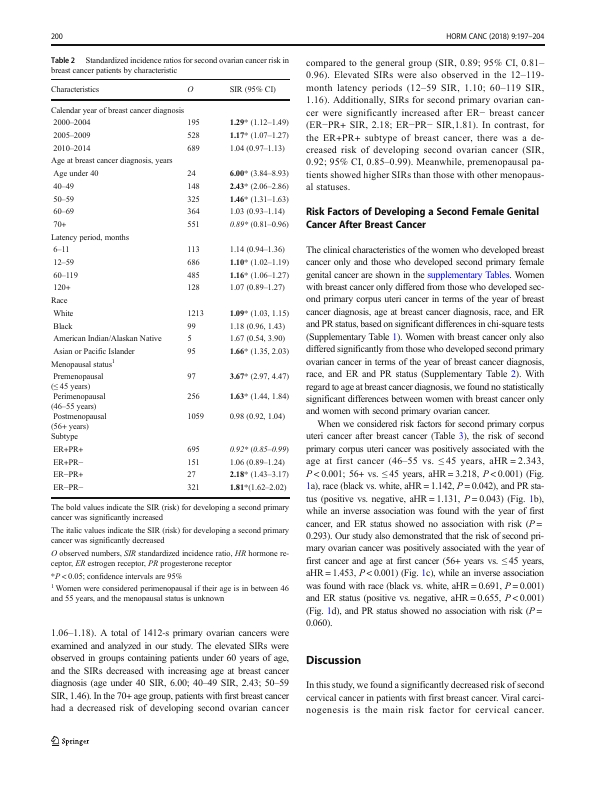 200
HORM CANC (2018) 9:197–204
Table 2 Standardized incidence ratios for second ovarian cancer risk in
breast cancer patients by characteristic
Characteristics O SIR (95% CI)
Calendar year of breast cancer diagnosis
2000–2004 195 1.29* (1.12–1.49)
2005–2009 528 1.17* (1.07–1.27)
2010–2014 689 1.04 (0.97–1.13)
Age at breast cancer diagnosis, years
Age under 40 24 6.00* (3.84–8.93)
40–49 148 2.43* (2.06–2.86)
50–59 325 1.46* (1.31–1.63)
60–69 364 1.03 (0.93–1.14)
70+ 551 0.89* (0.81–0.96)
Latency period, months
6–11 113 1.14 (0.94–1.36)
12–59 686 1.10* (1.02–1.19)
60–119 485 1.16* (1.06–1.27)
120+ 128 1.07 (0.89–1.27)
Race
White 1213 1.09* (1.03, 1.15)
Black 99 1.18 (0.96, 1.43)
American Indian/Alaskan Native 5 1.67 (0.54, 3.90)
Asian or Pacific Islander 95 1.66* (1.35, 2.03)
Menopausal status1
Premenopausal 97 3.67* (2.97, 4.47)
(≤ 45 years)
Perimenopausal 256 1.63* (1.44, 1.84)
(46–55 years)
Postmenopausal 1059 0.98 (0.92, 1.04)
(56+ years)
Subtype
ER+PR+ 695 0.92* (0.85–0.99)
ER+PR− 151 1.06 (0.89–1.24)
ER−PR+ 27 2.18* (1.43–3.17)
ER−PR− 321 1.81*(1.62–2.02)
The bold values indicate the SIR (risk) for developing a second primary
cancer was significantly increased
The italic values indicate the SIR (risk) for developing a second primary
cancer was significantly decreased
O observed numbers, SIR standardized incidence ratio, HR hormone re-
ceptor, ER estrogen receptor, PR progesterone receptor
*P < 0.05; confidence intervals are 95%
1 Women were considered perimenopausal if their age is in between 46
and 55 years, and the menopausal status is unknown
1.06–1.18). A total of 1412-s primary ovarian cancers were
examined and analyzed in our study. The elevated SIRs were
observed in groups containing patients under 60 years of age,
and the SIRs decreased with increasing age at breast cancer
diagnosis (age under 40 SIR, 6.00; 40–49 SIR, 2.43; 50–59
SIR, 1.46). In the 70+ age group, patients with first breast cancer
had a decreased risk of developing second ovarian cancer
compared to the general group (SIR, 0.89; 95% CI, 0.81–
0.96). Elevated SIRs were also observed in the 12–119-
month latency periods (12–59 SIR, 1.10; 60–119 SIR,
1.16). Additionally, SIRs for second primary ovarian can-
cer were significantly increased after ER− breast cancer
(ER−PR+ SIR, 2.18; ER−PR− SIR,1.81). In contrast, for
the ER+PR+ subtype of breast cancer, there was a de-
creased risk of developing second ovarian cancer (SIR,
0.92; 95% CI, 0.85–0.99). Meanwhile, premenopausal pa-
tients showed higher SIRs than those with other menopaus-
al statuses.
Risk Factors of Developing a Second Female Genital
Cancer After Breast Cancer
The clinical characteristics of the women who developed breast
cancer only and those who developed second primary female
genital cancer are shown in the supplementary Tables. Women
with breast cancer only differed from those who developed sec-
ond primary corpus uteri cancer in terms of the year of breast
cancer diagnosis, age at breast cancer diagnosis, race, and ER
and PR status, based on significant differences in chi-square tests
(Supplementary Table 1). Women with breast cancer only also
differed significantly from those who developed second primary
ovarian cancer in terms of the year of breast cancer diagnosis,
race, and ER and PR status (Supplementary Table 2). With
regard to age at breast cancer diagnosis, we found no statistically
significant differences between women with breast cancer only
and women with second primary ovarian cancer.
When we considered risk factors for second primary corpus
uteri cancer after breast cancer (Table 3), the risk of second
primary corpus uteri cancer was positively associated with the
age at first cancer (46–55 vs. ≤ 45 years, aHR = 2.343,
P < 0.001; 56+ vs. ≤ 45 years, aHR = 3.218, P < 0.001) (Fig.
1a), race (black vs. white, aHR = 1.142, P = 0.042), and PR sta-
tus (positive vs. negative, aHR = 1.131, P = 0.043) (Fig. 1b),
while an inverse association was found with the year of first
cancer, and ER status showed no association with risk (P =
0.293). Our study also demonstrated that the risk of second pri-
mary ovarian cancer was positively associated with the year of
first cancer and age at first cancer (56+ years vs. ≤ 45 years,
aHR = 1.453, P < 0.001) (Fig. 1c), while an inverse association
was found with race (black vs. white, aHR = 0.691, P = 0.001)
and ER status (positive vs. negative, aHR = 0.655, P < 0.001)
(Fig. 1d), and PR status showed no association with risk (P =
0.060).
Discussion
In this study, we found a significantly decreased risk of second
cervical cancer in patients with first breast cancer. Viral carci-
nogenesis is the main risk factor for cervical cancer.
Springer